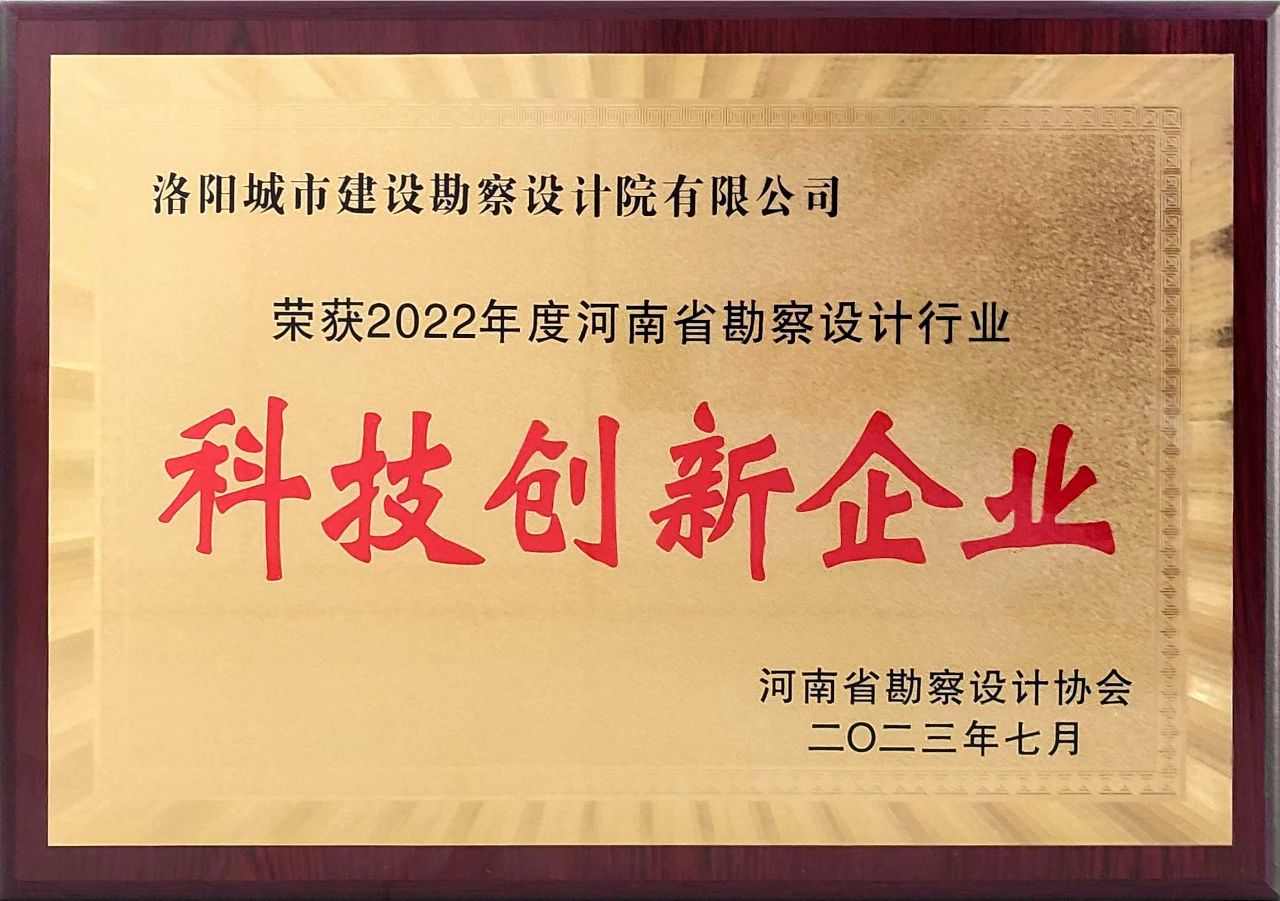 洛阳城市建设勘察设计院有限公司
荣获2022年度河南省勘察设计行业
科技创新企业
河南省勘察设计协会
二〇二三年七月